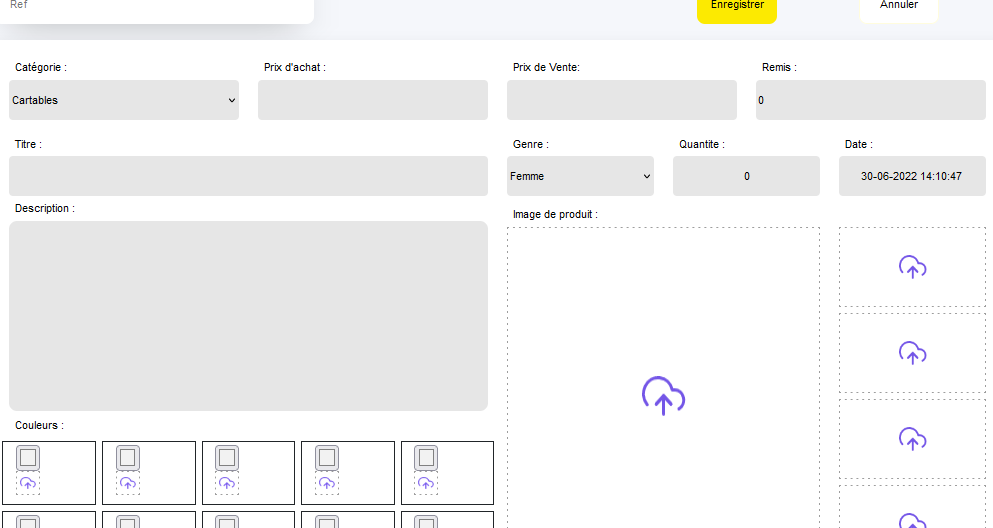 Ref
Enregistrer
Annuler
Catégorie :
Prix d'achat :
Prix de Vente:
Remis :
Cartables
0
Titre :
Genre :
Quantite :
Date :
Femme
0
30-06-2022 14:10:47
Description :
Image de produit :
Couleurs :